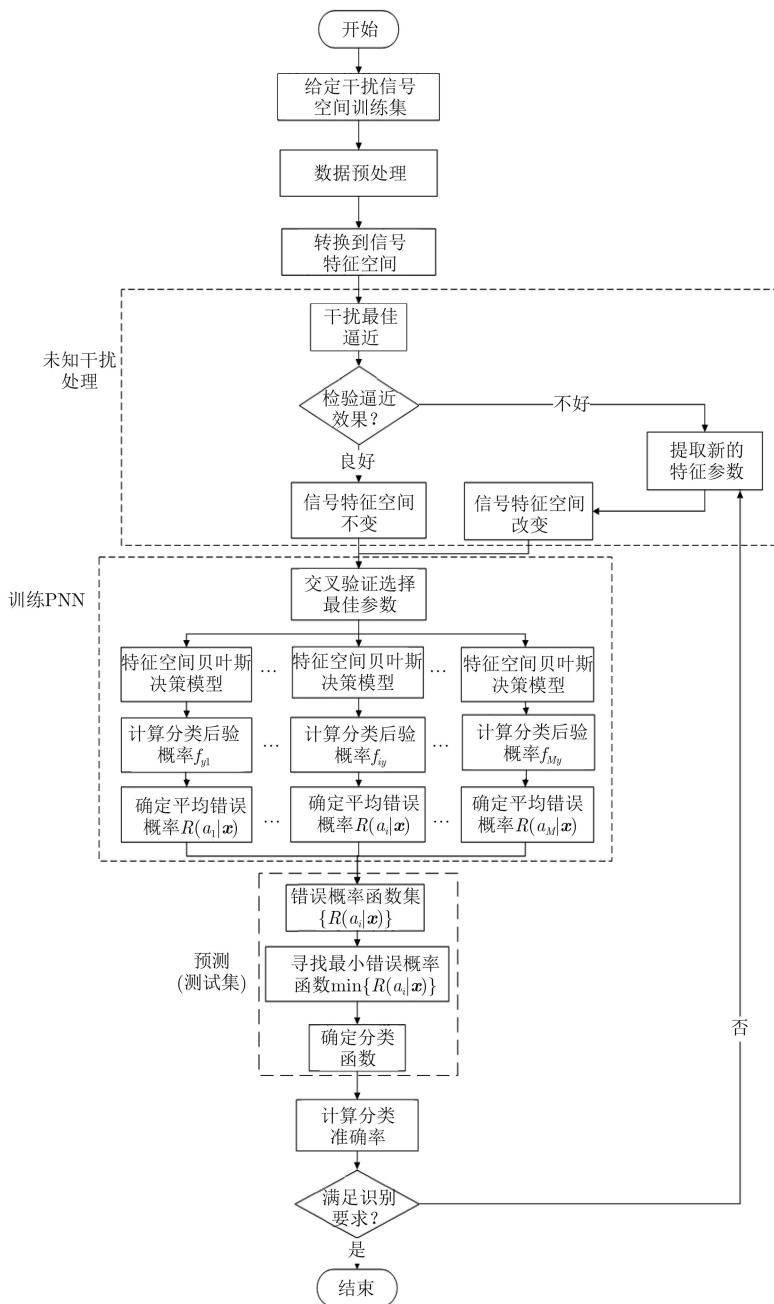 开始
给定干扰信号
空间训练集
数据预处理
转换到信号
特征空间
未知干扰
处理
干扰最佳
逼近
检验逼近
效果？
不好
提取新的
特征参数
良好
信号特征空间
不变
信号特征空间
改变
训练PNN
交叉验证选择
最佳参数
特征空间贝叶斯
决策模型
…
特征空间贝叶斯
决策模型
…
特征空间贝叶斯
决策模型
计算分类后验
概率f_{y1}
…
计算分类后验
概率f_{iy}
…
计算分类后验
概率f_{My}
确定平均错误
概率R(a_1|x)
…
确定平均错误
概率R(a_i|x)
…
确定平均错误
概率R(a_M|x)
预测
(测试集)
错误概率函数集
{R(a_i|x)}
寻找最小错误概率
函数min{R(a_i|x)}
确定分类
函数
计算分类
准确率
满足识别
要求？
否
是
结束